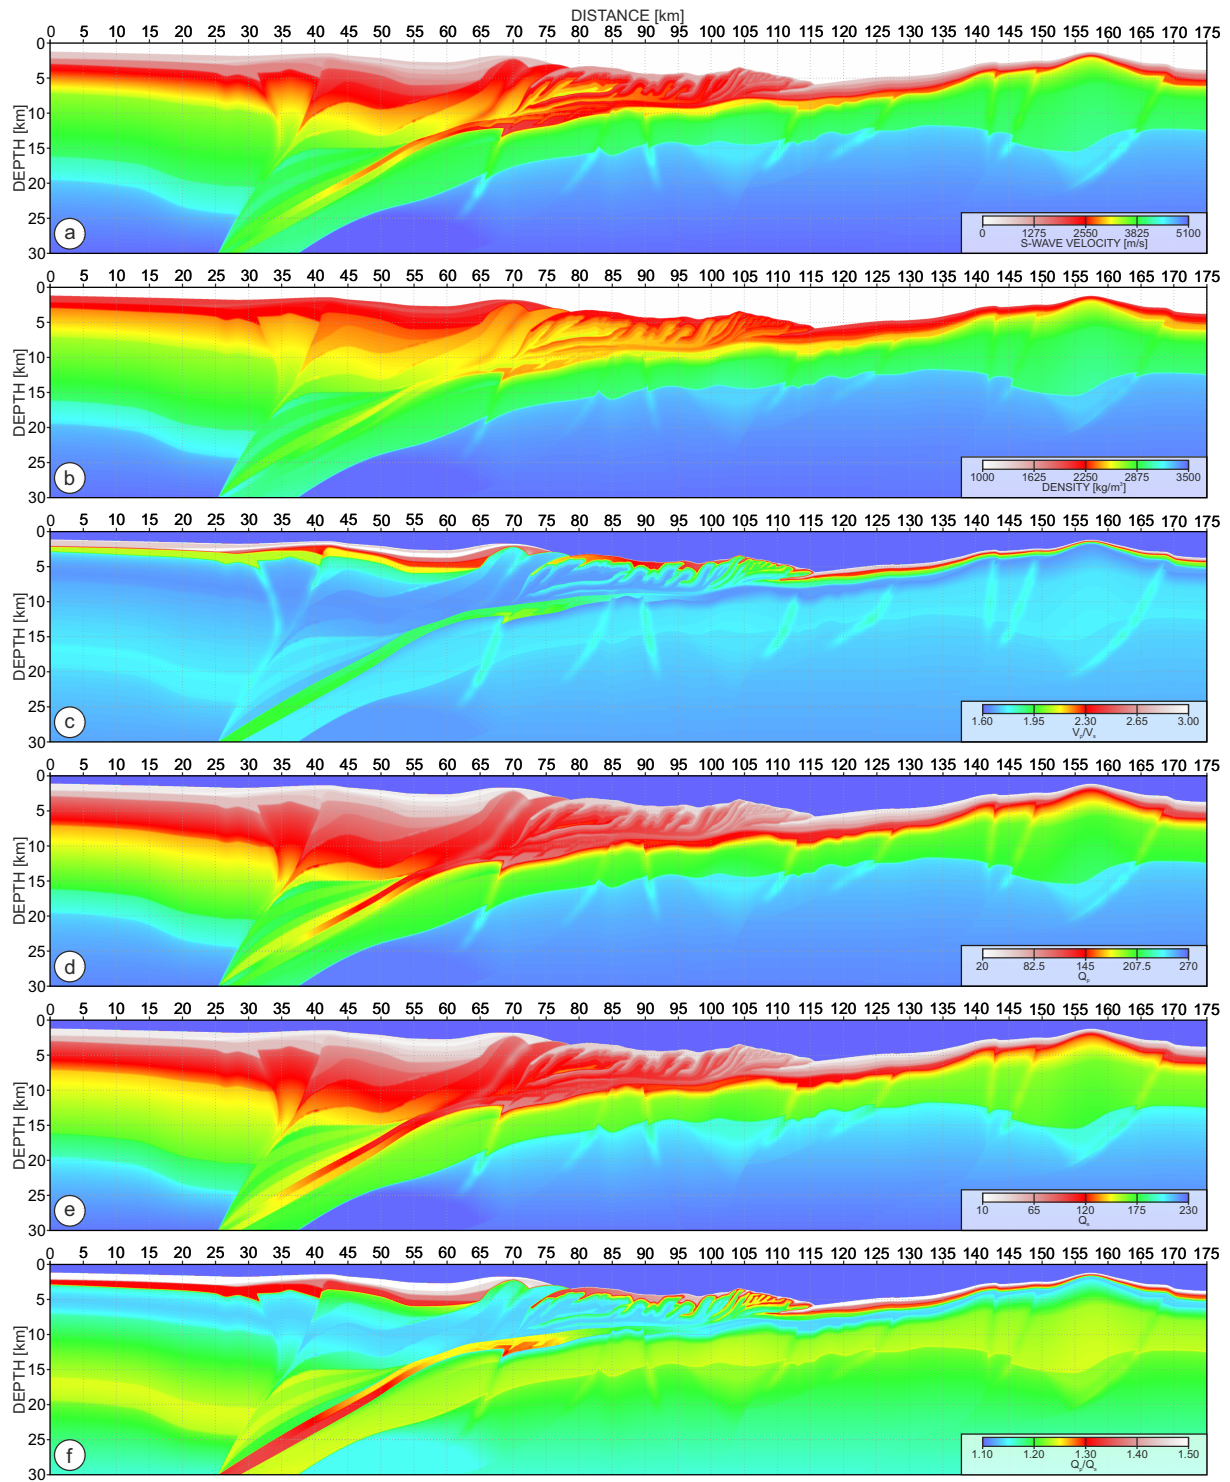 DISTANCE [km]
0 5 10 15 20 25 30 35 40 45 50 55 60 65 70 75 80 85 90 95 100 105 110 115 120 125 130 135 140 145 150 155 160 165 170 175
0
5
10
15
20
25
30
DEPTH [km]
a
0 1275 2550 3825 5100
S-WAVE VELOCITY [m/s]
0 5 10 15 20 25 30 35 40 45 50 55 60 65 70 75 80 85 90 95 100 105 110 115 120 125 130 135 140 145 150 155 160 165 170 175
0
5
10
15
20
25
30
DEPTH [km]
b
1000 1625 2250 2875 3500
DENSITY [kg/m³]
0 5 10 15 20 25 30 35 40 45 50 55 60 65 70 75 80 85 90 95 100 105 110 115 120 125 130 135 140 145 150 155 160 165 170 175
0
5
10
15
20
25
30
DEPTH [km]
c
1.60 1.95 2.30 2.65 3.00
Vp/Vs
0 5 10 15 20 25 30 35 40 45 50 55 60 65 70 75 80 85 90 95 100 105 110 115 120 125 130 135 140 145 150 155 160 165 170 175
0
5
10
15
20
25
30
DEPTH [km]
d
20 82.5 145 207.5 270
Qp
0 5 10 15 20 25 30 35 40 45 50 55 60 65 70 75 80 85 90 95 100 105 110 115 120 125 130 135 140 145 150 155 160 165 170 175
0
5
10
15
20
25
30
DEPTH [km]
e
10 65 120 175 230
Qs
0 5 10 15 20 25 30 35 40 45 50 55 60 65 70 75 80 85 90 95 100 105 110 115 120 125 130 135 140 145 150 155 160 165 170 175
0
5
10
15
20
25
30
DEPTH [km]
f
1.10 1.20 1.30 1.40 1.50
Qp/Qs